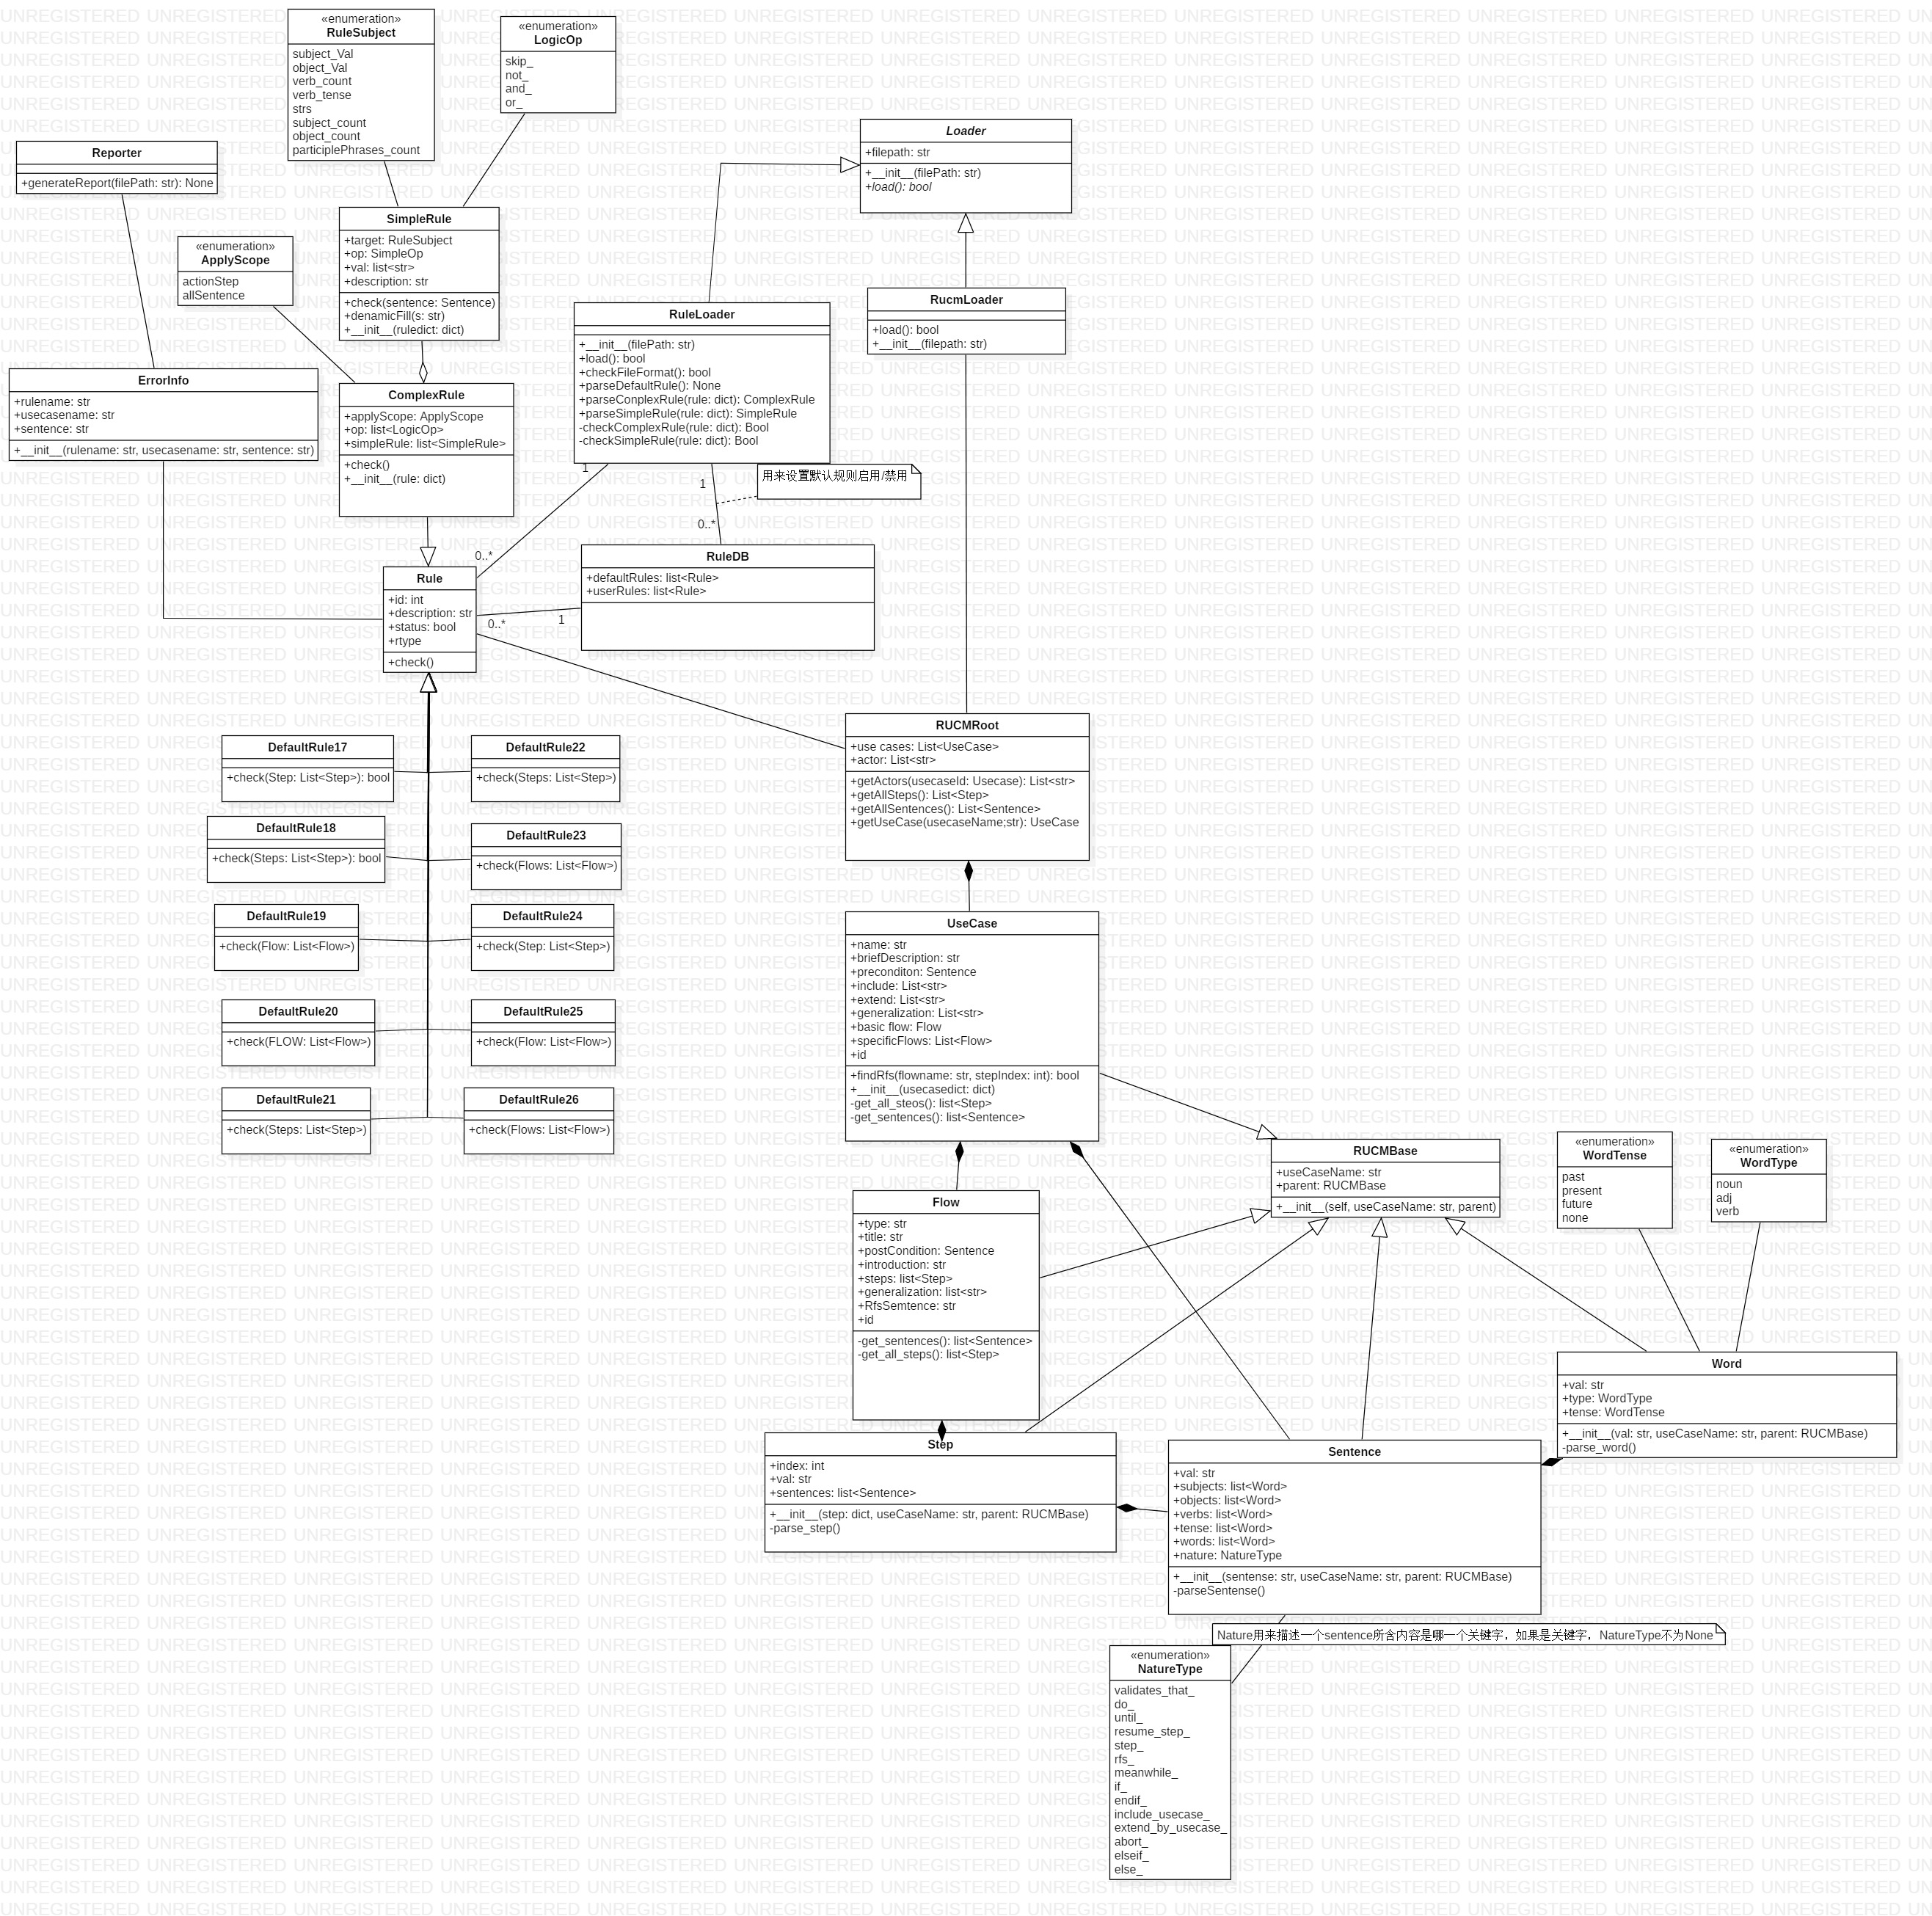 «enumeration»
RuleSubject
subject_Val
object_Val
verb_count
verb_tense
strs
subject_count
object_count
participlePhrases_count
«enumeration»
LogicOp
skip_
not_
and_
or_
Reporter
+generateReport(filePath: str): None
«enumeration»
ApplyScope
actionStep
allSentence
SimpleRule
+target: RuleSubject
+op: SimpleOp
+val: list<str>
+description: str
+check(sentence: Sentence)
+denamicFill(s: str)
+__init__(ruledict: dict)
Loader
+filepath: str
+__init__(filePath: str)
+load(): bool
RucmLoader
+load(): bool
+__init__(filepath: str)
RuleLoader
+__init__(filePath: str)
+load(): bool
+checkFileFormat(): bool
+parseDefaultRule(): None
+parseConplexRule(rule: dict): ComplexRule
+parseSimpleRule(rule: dict): SimpleRule
-checkComplexRule(rule: dict): Bool
-checkSimpleRule(rule: dict): Bool
ErrorInfo
+rulename: str
+usecasename: str
+sentence: str
+__init__(rulename: str, usecasename: str, sentence: str)
ComplexRule
+applyScope: ApplyScope
+op: list<LogicOp>
+simpleRule: list<SimpleRule>
+check()
+__init__(rule: dict)
1
用来设置默认规则启用/禁用
1
0..*
0..*
RuleDB
+defaultRules: list<Rule>
+userRules: list<Rule>
Rule
+id: int
+description: str
+status: bool
+rtype
+check()
0..*
1
DefaultRule17
+check(Step: List<Step>): bool
DefaultRule22
+check(Steps: List<Step>)
DefaultRule18
+check(Steps: List<Step>): bool
DefaultRule23
+check(Flows: List<Flow>)
DefaultRule19
+check(Flow: List<Flow>)
DefaultRule24
+check(Step: List<Step>)
DefaultRule20
+check(FLOW: List<Flow>)
DefaultRule25
+check(Flow: List<Flow>)
DefaultRule21
+check(Steps: List<Step>)
DefaultRule26
+check(Flows: List<Flow>)
RUCMRoot
+use cases: List<UseCase>
+actor: List<str>
+getActors(usecaseId: Usecase): List<str>
+getAllSteps(): List<Step>
+getAllSentences(): List<Sentence>
+getUseCase(usecaseName;str): UseCase
UseCase
+name: str
+briefDescription: str
+preconditon: Sentence
+include: List<str>
+extend: List<str>
+generalization: List<str>
+basic flow: Flow
+specificFlows: List<Flow>
+id
+findRfs(flowname: str, stepIndex: int): bool
+__init__(usecasedict: dict)
-get_all_steos(): list<Step>
-get_sentences(): list<Sentence>
RUCMBase
+useCaseName: str
+parent: RUCMBase
+__init__(self, useCaseName: str, parent)
«enumeration»
WordTense
past
present
future
none
«enumeration»
WordType
noun
adj
verb
Flow
+type: str
+title: str
+postCondition: Sentence
+introduction: str
+steps: list<Step>
+generalization: list<str>
+RfsSemtence: str
+id
-get_sentences(): list<Sentence>
-get_all_steps(): list<Step>
Word
+val: str
+type: WordType
+tense: WordTense
+__init__(val: str, useCaseName: str, parent: RUCMBase)
-parse_word()
Step
+index: int
+val: str
+sentences: list<Sentence>
+__init__(step: dict, useCaseName: str, parent: RUCMBase)
-parse_step()
Sentence
+val: str
+subjects: list<Word>
+objects: list<Word>
+verbs: list<Word>
+tense: list<Word>
+words: list<Word>
+nature: NatureType
+__init__(sentense: str, useCaseName: str, parent: RUCMBase)
-parseSentense()
Nature用来描述一个sentence所含内容是哪一个关键字，如果是关键字，NatureType不为None
«enumeration»
NatureType
validates_that_
do_
until_
resume_step_
step_
rfs_
meanwhile_
if_
endif_
include_usecase_
extend_by_usecase_
abort_
elseif_
else_